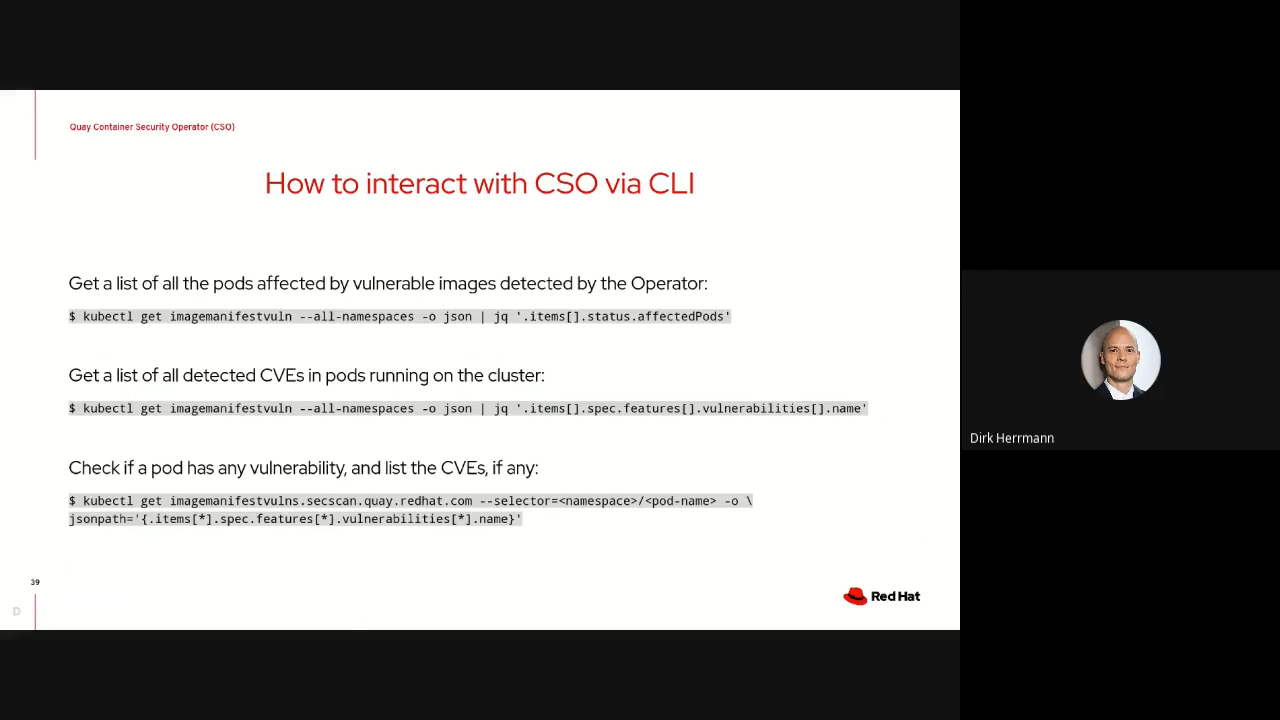 Quay Container Security Operator (CSO)
How to interact with CSO via CLI
Get a list of all the pods affected by vulnerable images detected by the Operator:
$ kubectl get imagemanifestvuln --all-namespaces -o json | jq '.items[].status.affectedPods'
Get a list of all detected CVEs in pods running on the cluster:
$ kubectl get imagemanifestvuln --all-namespaces -o json | jq '.items[].spec.features[].vulnerabilities[].name'
Check if a pod has any vulnerability, and list the CVEs, if any:
$ kubectl get imagemanifestvulns.secscan.quay.redhat.com --selector=<namespace>/<pod-name> -o \
jsonpath='{.items[*].spec.features[*].vulnerabilities[*].name}'
39
D
Red Hat
Dirk Herrmann